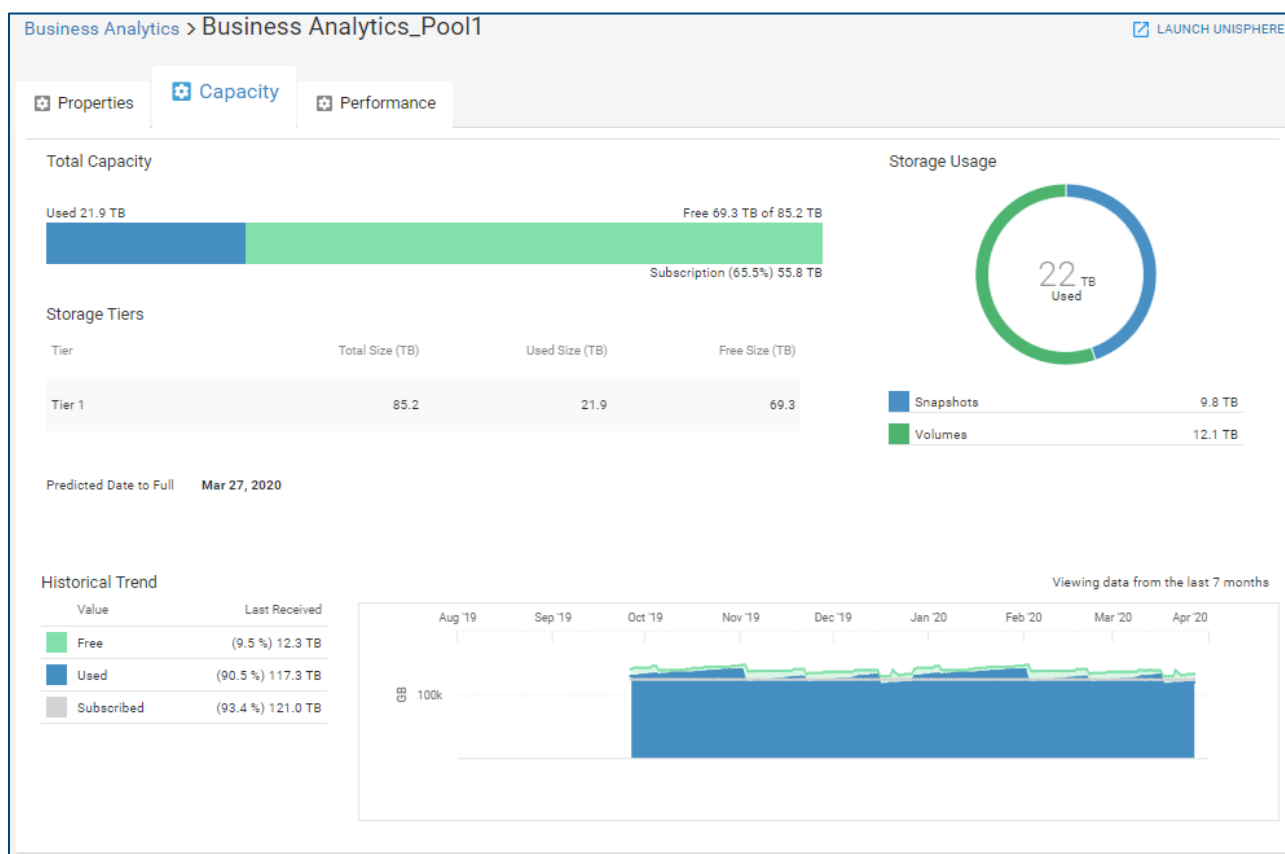 Business Analytics > Business Analytics_Pool1
LAUNCH UNISPHERE
Properties
Capacity
Performance
Total Capacity
Used 21.9 TB
Free 69.3 TB of 85.2 TB
Subscription (65.5%) 55.8 TB
Storage Tiers
Tier Total Size (TB) Used Size (TB) Free Size (TB)
Tier 1 85.2 21.9 69.3
Predicted Date to Full Mar 27, 2020
Storage Usage
22 TB
Used
Snapshots 9.8 TB
Volumes 12.1 TB
Historical Trend
Viewing data from the last 7 months
Value Last Received
Free (9.5 %) 12.3 TB
Used (90.5 %) 117.3 TB
Subscribed (93.4 %) 121.0 TB
Aug '19 Sep '19 Oct '19 Nov '19 Dec '19 Jan '20 Feb '20 Mar '20 Apr '20
GB 100k